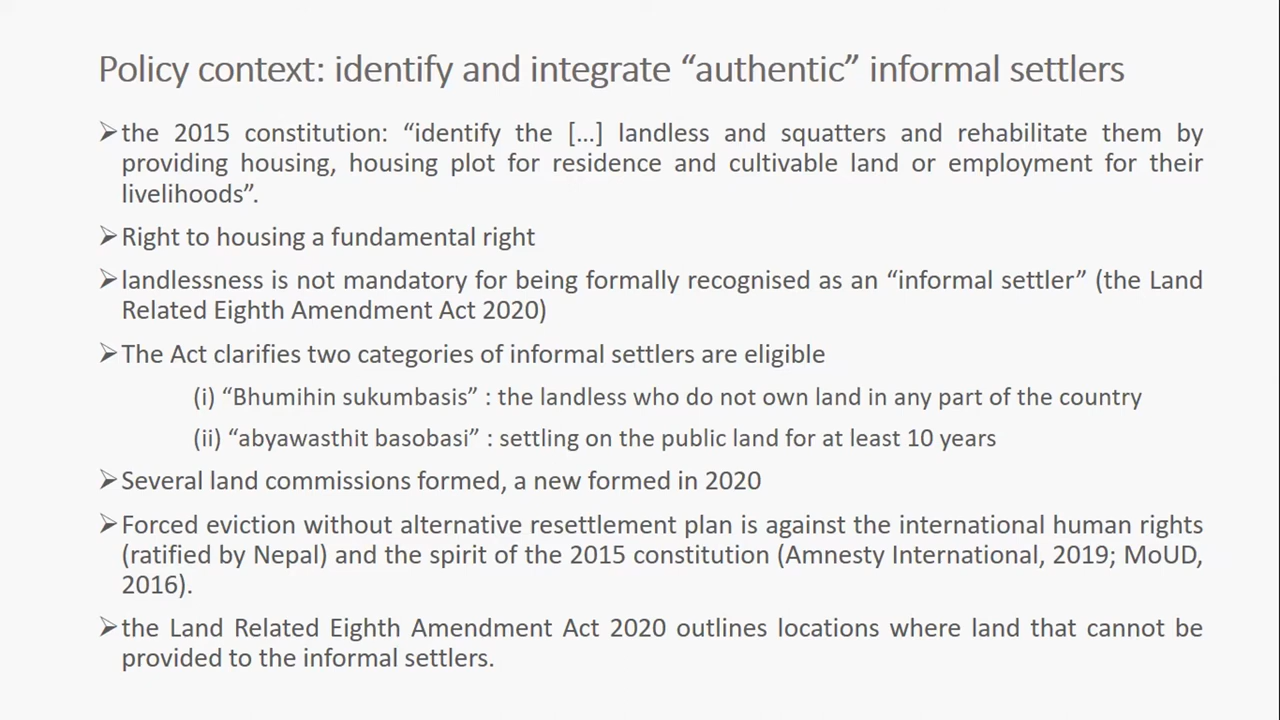 Policy context: identify and integrate “authentic” informal settlers
➢the 2015 constitution: “identify the […] landless and squatters and rehabilitate them by
providing housing, housing plot for residence and cultivable land or employment for their
livelihoods”.
➢Right to housing a fundamental right
➢landlessness is not mandatory for being formally recognised as an “informal settler” (the Land
Related Eighth Amendment Act 2020)
➢The Act clarifies two categories of informal settlers are eligible
(i) “Bhumihin sukumbasis” : the landless who do not own land in any part of the country
(ii) “abyawasthit basobasi” : settling on the public land for at least 10 years
➢Several land commissions formed, a new formed in 2020
➢Forced eviction without alternative resettlement plan is against the international human rights
(ratified by Nepal) and the spirit of the 2015 constitution (Amnesty International, 2019; MoUD,
2016).
➢the Land Related Eighth Amendment Act 2020 outlines locations where land that cannot be
provided to the informal settlers.